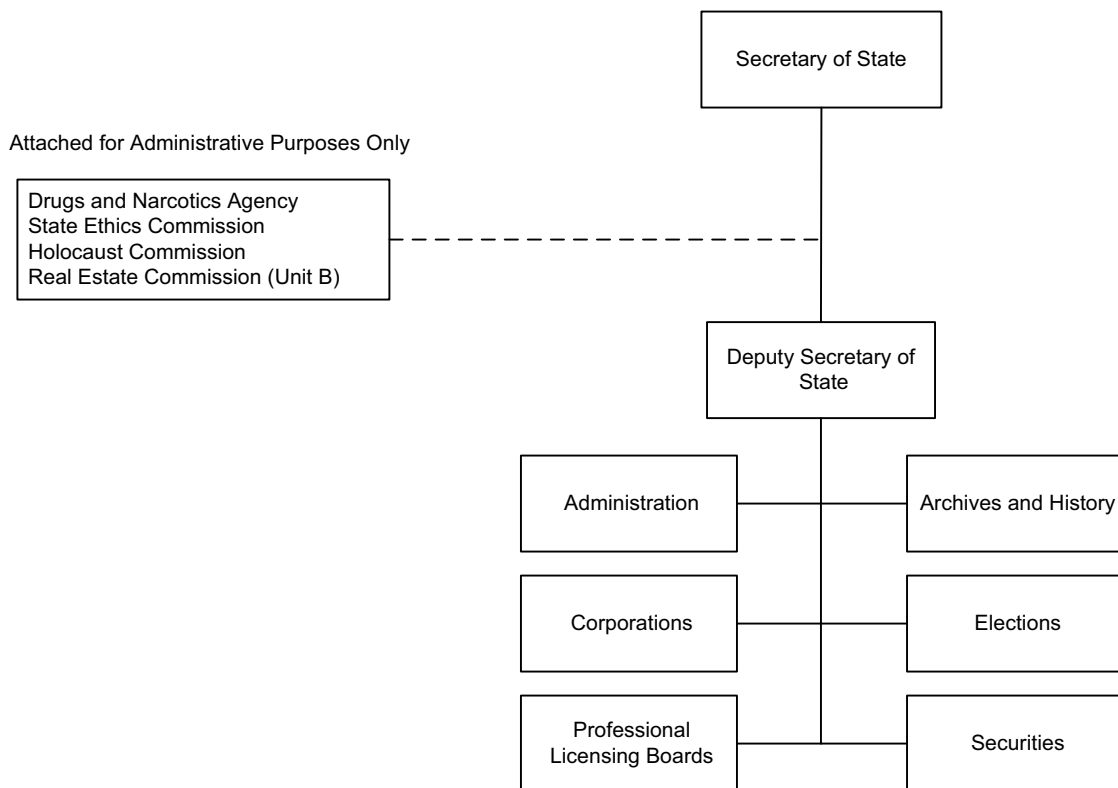 Secretary of State
Attached for Administrative Purposes Only
Drugs and Narcotics Agency
State Ethics Commission
Holocaust Commission
Real Estate Commission (Unit B)
Deputy Secretary of
State
Administration
Archives and History
Corporations
Elections
Professional
Licensing Boards
Securities